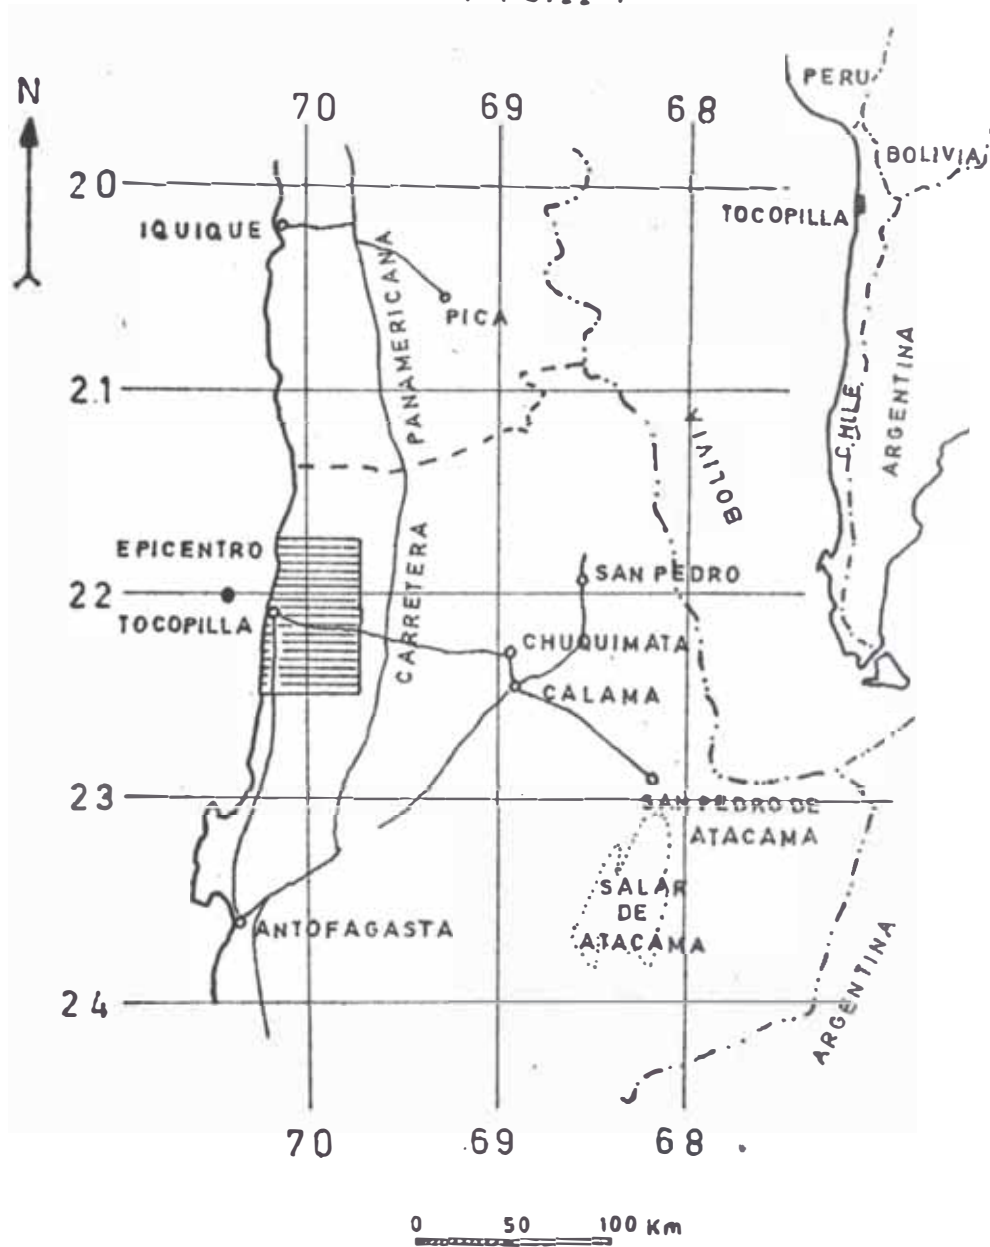 N
70
69
68
PERU
BOLIVIA
20
TOCOPILLA
IQUIQUE
PANAMERICANA
PICA
ARGENTINA
CHILE
2.1
BOLIVIA
EPICENTRO
CARRETERA
SAN PEDRO
22
TOCOPILLA
CHUQUIMATA
CALAMA
23
SAN PEDRO DE
ATACAMA
SALAR
DE
ATACAMA
ANTOFAGASTA
ARGENTINA
24
70
69
68
0 50 100 Km